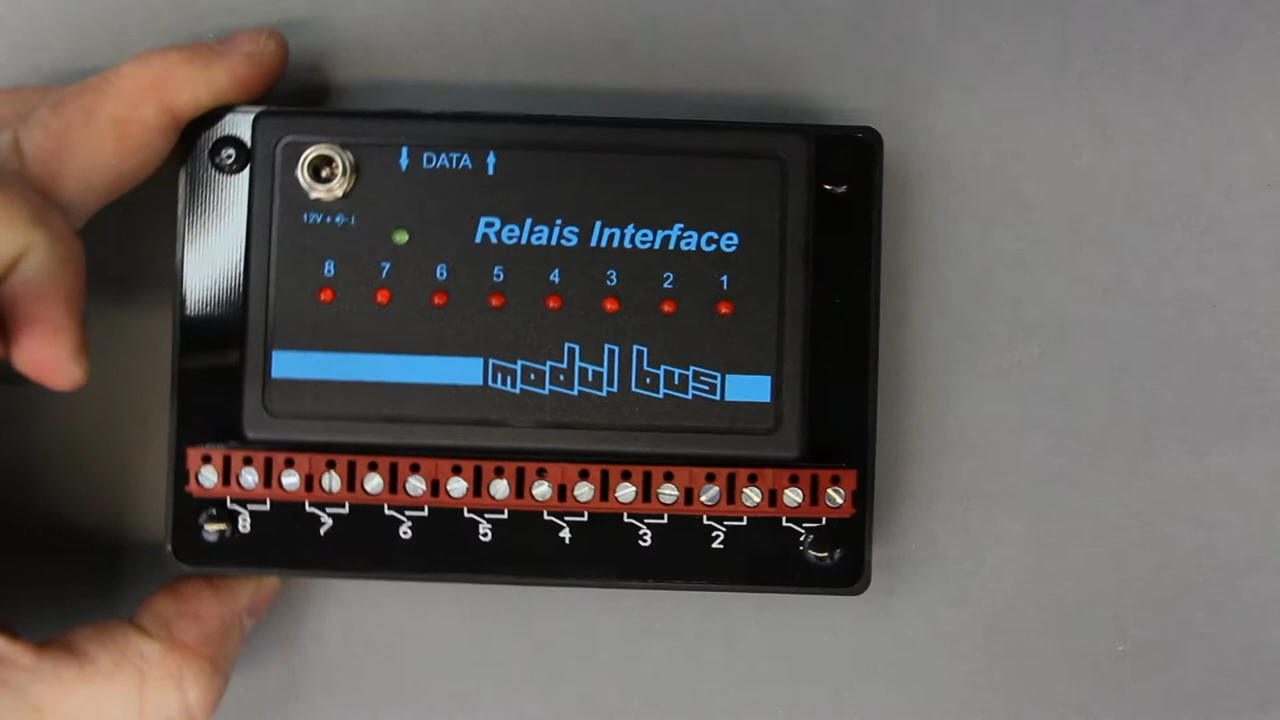 DATA
12V
Relais Interface
8 7 6 5 4 3 2 1
modul bus
8 7 6 5 4 3 2